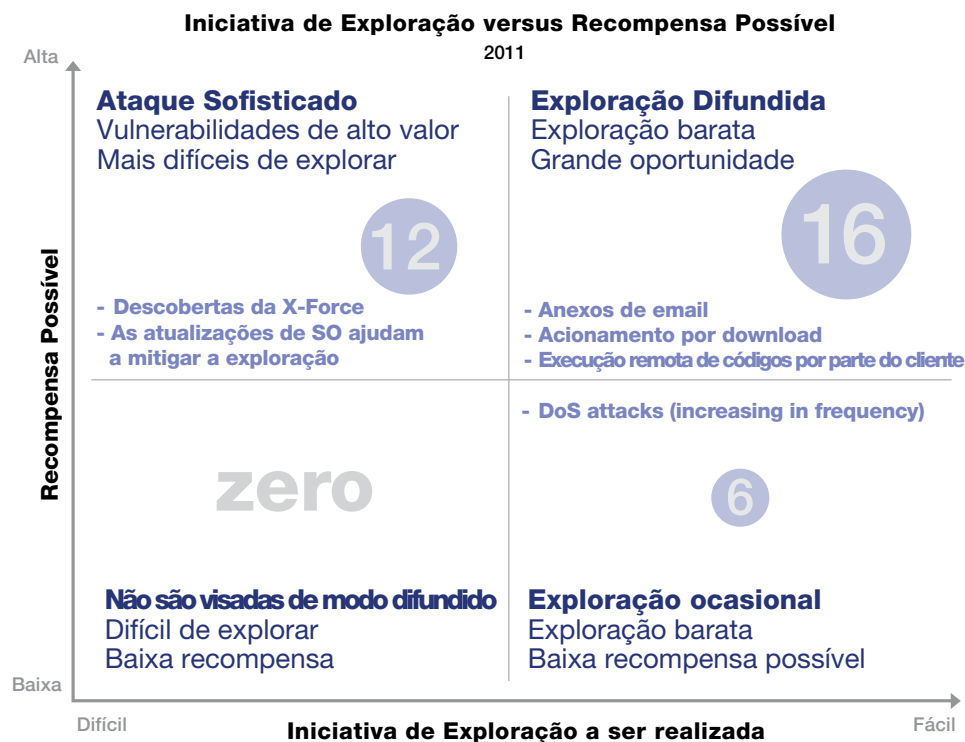 Iniciativa de Exploração versus Recompensa Possível
2011
Alta
Ataque Sofisticado
Vulnerabilidades de alto valor
Mais difíceis de explorar
12
- Descobertas da X-Force
- As atualizações de SO ajudam
a mitigar a exploração
Exploração Difundida
Exploração barata
Grande oportunidade
16
- Anexos de email
- Acionamento por download
- Execução remota de códigos por parte do cliente
Recompensa Possível
zero
Não são visadas de modo difundido
Difícil de explorar
Baixa recompensa
- DoS attacks (increasing in frequency)
6
Exploração ocasional
Exploração barata
Baixa recompensa possível
Baixa
Difícil
Iniciativa de Exploração a ser realizada
Fácil